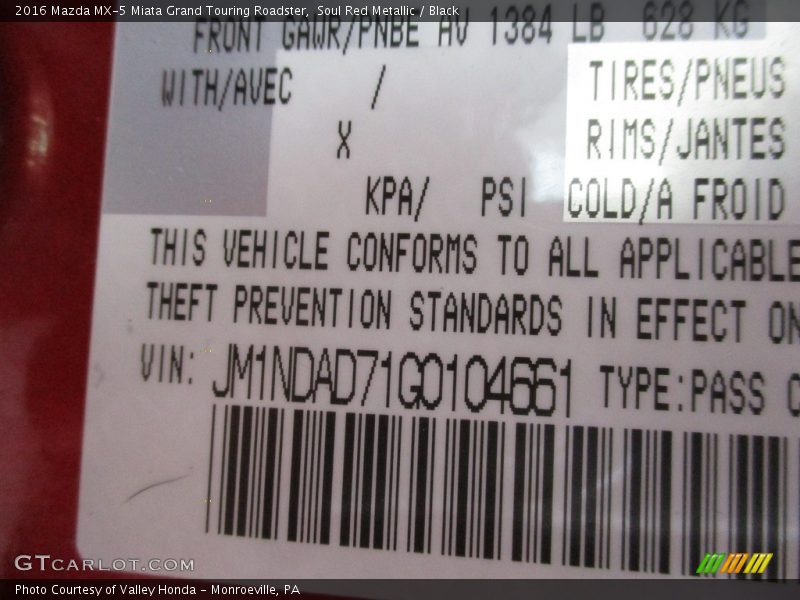 2016 Mazda MX-5 Miata Grand Touring Roadster, Soul Red Metallic / Black
FRONT GAWR/PNBE AV 1384 LB 628 KG
WITH/AVEC / TIRES/PNEUS
X RIMS/JANTES
KPA/ PSI COLD/A FROID
THIS VEHICLE CONFORMS TO ALL APPLICABLE
THEFT PREVENTION STANDARDS IN EFFECT ON
VIN: JM1NDAD71G0104661 TYPE:PASS C
GTCARLOT.COM
Photo Courtesy of Valley Honda - Monroeville, PA